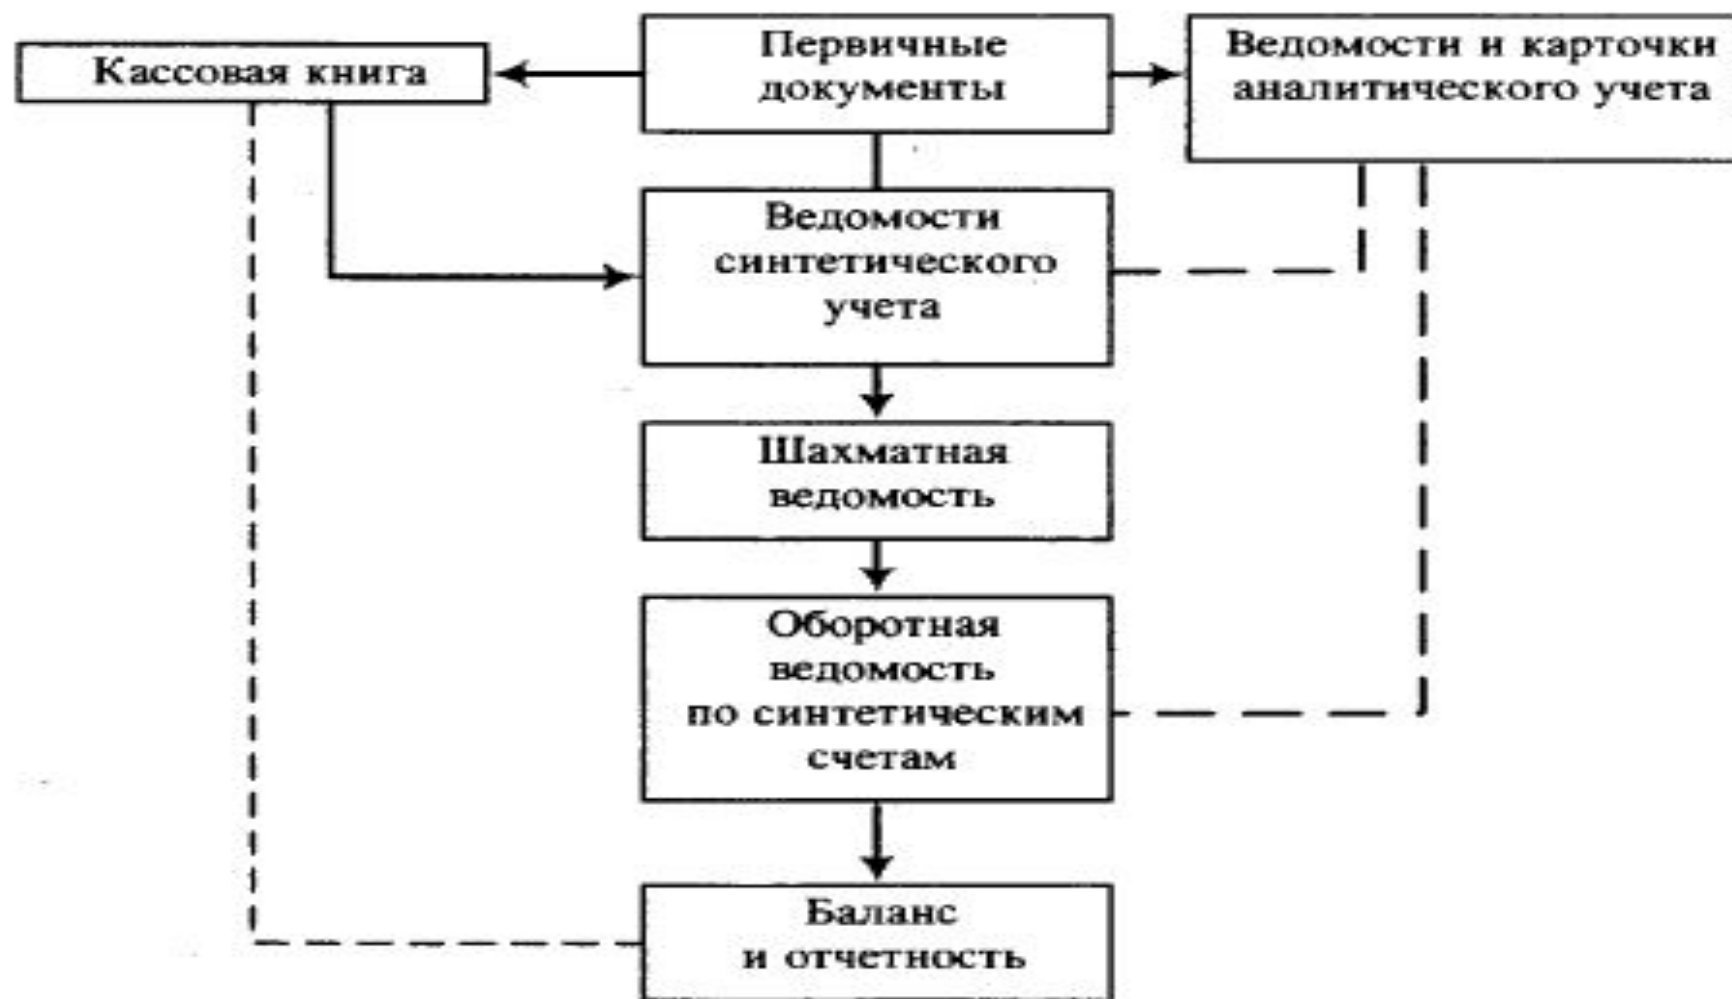 Кассовая книга
Первичные
документы
Ведомости и карточки
аналитического учета
Ведомости
синтетического
учета
Шахматная
ведомость
Оборотная
ведомость
по синтетическим
счетам
Баланс
и отчетность